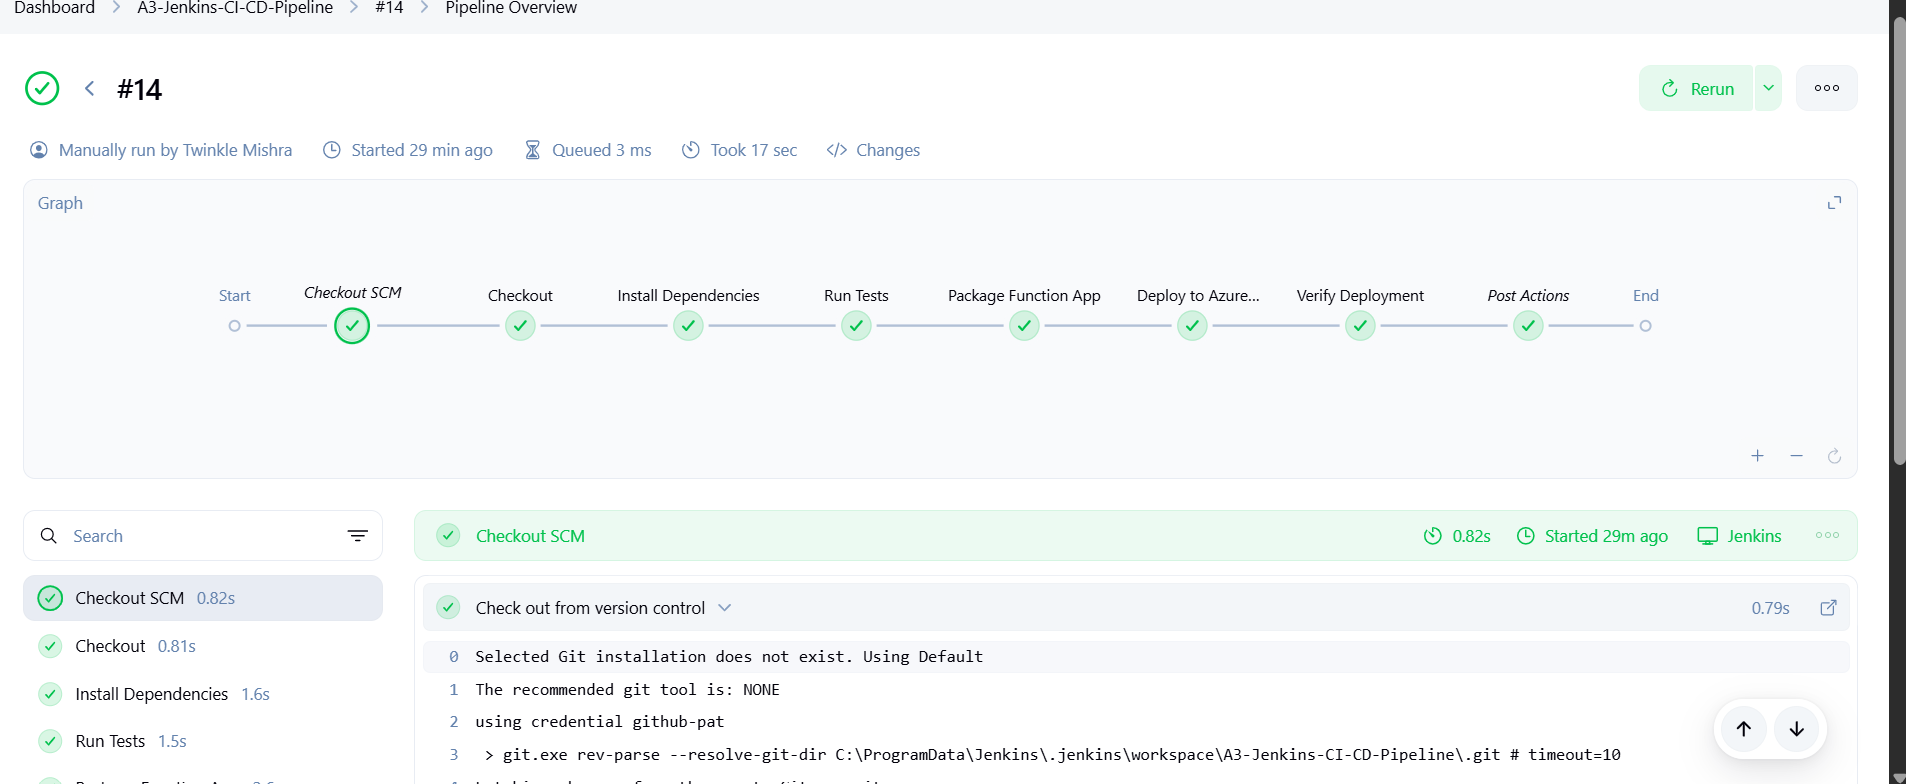 Dashboard > A3-Jenkins-CI-CD-Pipeline > #14 > Pipeline Overview
#14
Rerun
Manually run by Twinkle Mishra Started 29 min ago Queued 3 ms Took 17 sec </> Changes
Graph
Start Checkout SCM Checkout Install Dependencies Run Tests Package Function App Deploy to Azure... Verify Deployment Post Actions End
Search
Checkout SCM 0.82s
Checkout 0.81s
Install Dependencies 1.6s
Run Tests 1.5s
Checkout SCM 0.82s Started 29m ago Jenkins
Check out from version control 0.79s
0 Selected Git installation does not exist. Using Default
1 The recommended git tool is: NONE
2 using credential github-pat
3 > git.exe rev-parse --resolve-git-dir C:\ProgramData\Jenkins\.jenkins\workspace\A3-Jenkins-CI-CD-Pipeline\.git # timeout=10